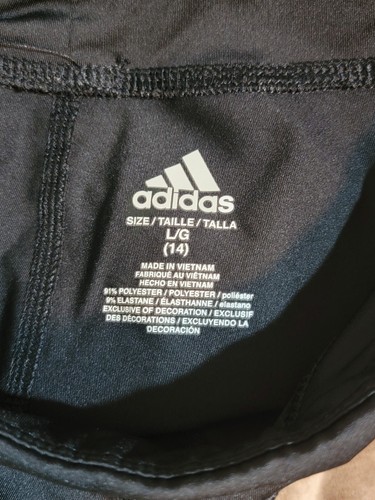 adidas
SIZE / TAILLE / TALLA
L/G
(14)
MADE IN VIETNAM
FABRIQUÉ AU VIÊTNAM
HECHO EN VIETNAM
91% POLYESTER / POLYESTER / poliéster
9% ELASTANE / ÉLASTHANNE / elastano
EXCLUSIVE OF DECORATION / EXCLUSIF
DES DÉCORATIONS / EXCLUYENDO LA
DECORACIÓN